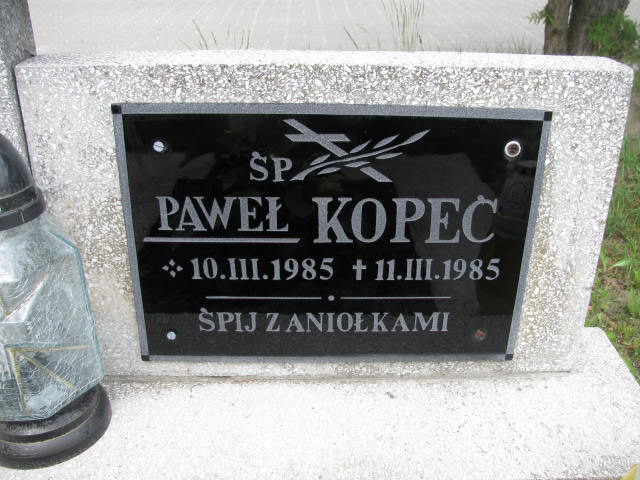 ŚP
PAWEŁ KOPEĆ
10.III.1985 † 11.III.1985
ŚPIJ Z ANIOŁKAMI